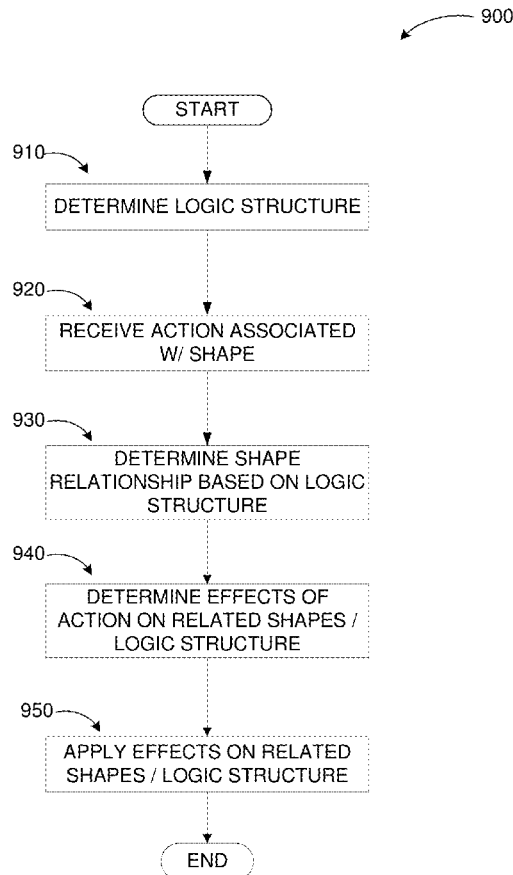 900
START
910
DETERMINE LOGIC STRUCTURE
920
RECEIVE ACTION ASSOCIATED
W/ SHAPE
930
DETERMINE SHAPE
RELATIONSHIP BASED ON LOGIC
STRUCTURE
940
DETERMINE EFFECTS OF
ACTION ON RELATED SHAPES /
LOGIC STRUCTURE
950
APPLY EFFECTS ON RELATED
SHAPES / LOGIC STRUCTURE
END